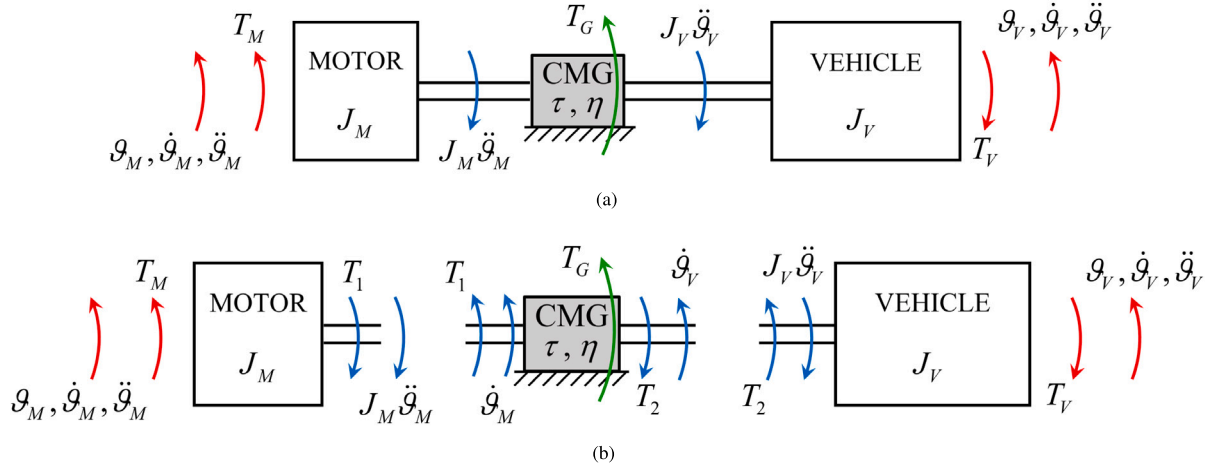 T_M
MOTOR
J_M
ϑ_M, ϑ̇_M, ϑ̈_M
J_M ϑ̈_M
T_G
CMG
τ, η
J_V ϑ̈_V
VEHICLE
J_V
T_V
ϑ_V, ϑ̇_V, ϑ̈_V
(a)
T_M
MOTOR
J_M
ϑ_M, ϑ̇_M, ϑ̈_M
T_1
J_M ϑ̈_M
T_1
ϑ̇_M
T_G
CMG
τ, η
ϑ̇_V
T_2
J_V ϑ̈_V
T_2
VEHICLE
J_V
T_V
ϑ_V, ϑ̇_V, ϑ̈_V
(b)